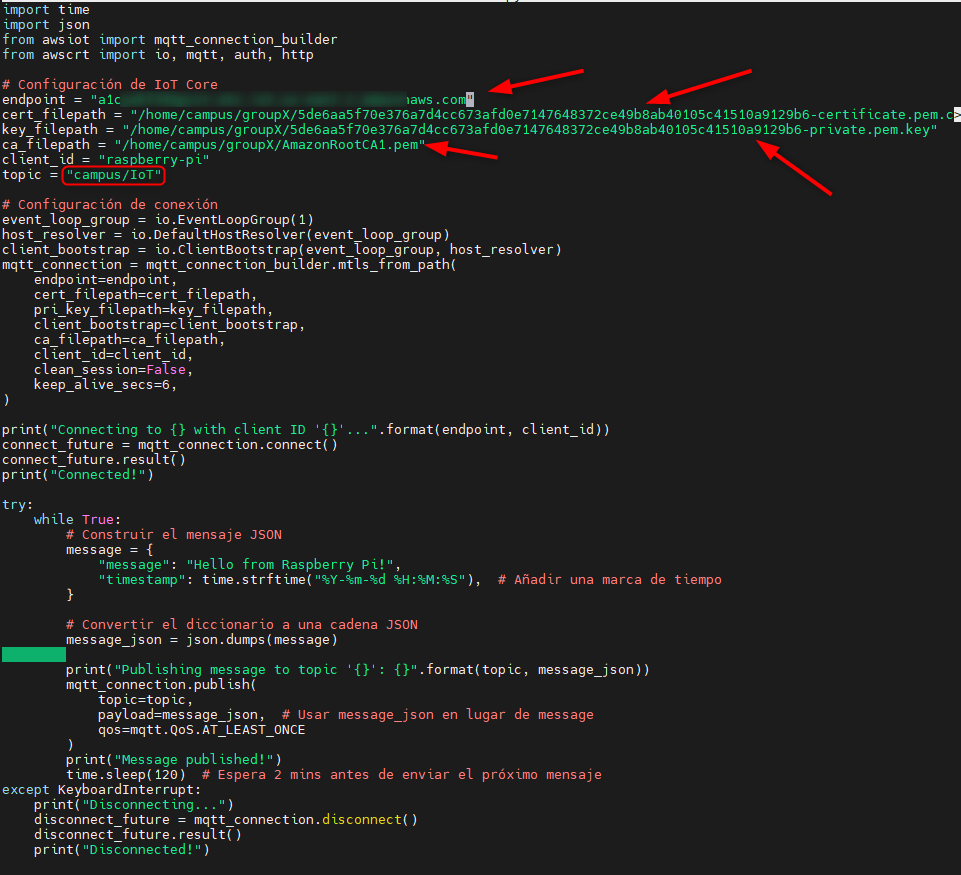 import time
import json
from awsiot import mqtt_connection_builder
from awscrt import io, mqtt, auth, http

# Configuración de IoT Core
endpoint = "a1c aws.com"
cert_filepath = "/home/campus/groupX/5de6aa5f70e376a7d4cc673afd0e7147648372ce49b8ab40105c41510a9129b6-certificate.pem.c>
key_filepath = "/home/campus/groupX/5de6aa5f70e376a7d4cc673afd0e7147648372ce49b8ab40105c41510a9129b6-private.pem.key"
ca_filepath = "/home/campus/groupX/AmazonRootCA1.pem"
client_id = "raspberry-pi"
topic = "campus/IoT"

# Configuración de conexión
event_loop_group = io.EventLoopGroup(1)
host_resolver = io.DefaultHostResolver(event_loop_group)
client_bootstrap = io.ClientBootstrap(event_loop_group, host_resolver)
mqtt_connection = mqtt_connection_builder.mtls_from_path(
    endpoint=endpoint,
    cert_filepath=cert_filepath,
    pri_key_filepath=key_filepath,
    client_bootstrap=client_bootstrap,
    ca_filepath=ca_filepath,
    client_id=client_id,
    clean_session=False,
    keep_alive_secs=6,
)

print("Connecting to {} with client ID '{}'...".format(endpoint, client_id))
connect_future = mqtt_connection.connect()
connect_future.result()
print("Connected!")

try:
    while True:
        # Construir el mensaje JSON
        message = {
            "message": "Hello from Raspberry Pi!",
            "timestamp": time.strftime("%Y-%m-%d %H:%M:%S"),  # Añadir una marca de tiempo
        }

        # Convertir el diccionario a una cadena JSON
        message_json = json.dumps(message)

        print("Publishing message to topic '{}': {}".format(topic, message_json))
        mqtt_connection.publish(
            topic=topic,
            payload=message_json,  # Usar message_json en lugar de message
            qos=mqtt.QoS.AT_LEAST_ONCE
        )
        print("Message published!")
        time.sleep(120)  # Espera 2 mins antes de enviar el próximo mensaje
except KeyboardInterrupt:
    print("Disconnecting...")
    disconnect_future = mqtt_connection.disconnect()
    disconnect_future.result()
    print("Disconnected!")